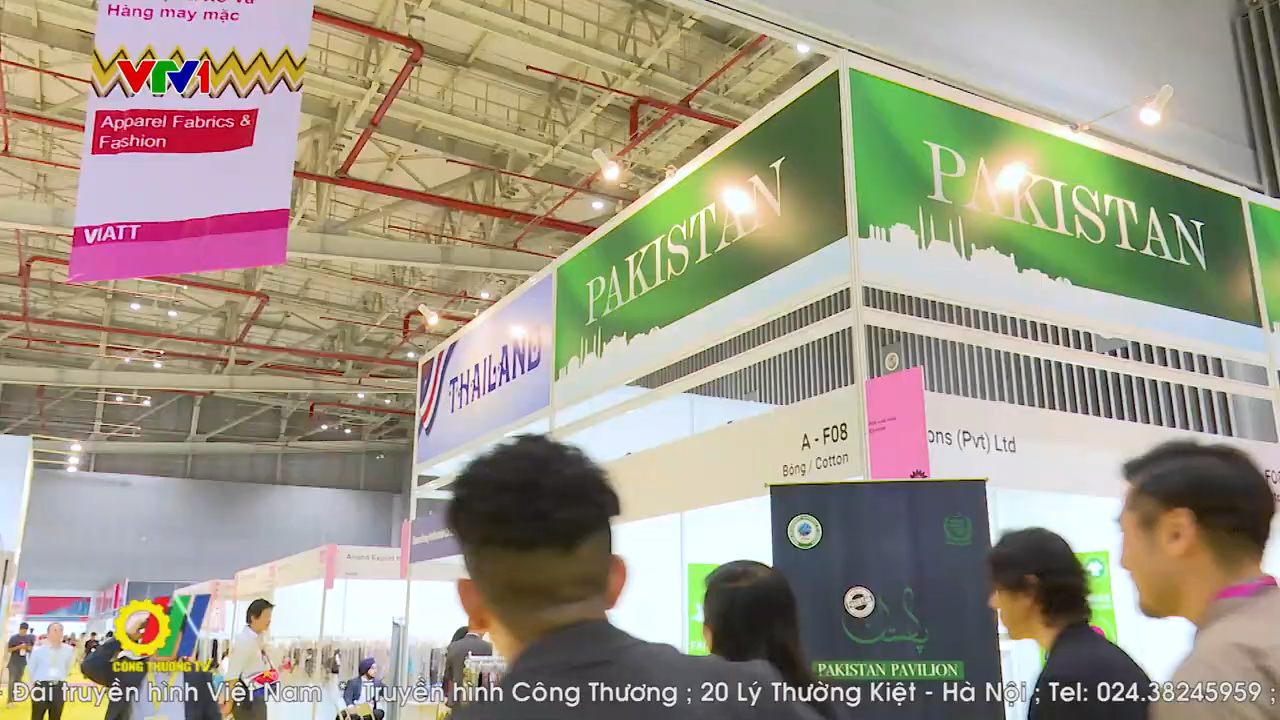 Hàng may mặc
VTV1
Apparel Fabrics &
Fashion
VIATT
PAKISTAN
PAKISTAN
THAILAND
A - F08
Bông / Cotton
ons (Pvt) Ltd
پاکستان
PAKISTAN PAVILION
CÔNG THƯƠNG TV
Đài truyền hình Việt Nam * Truyền hình Công Thương ; 20 Lý Thường Kiệt - Hà Nội ; Tel: 024.38245959 ;